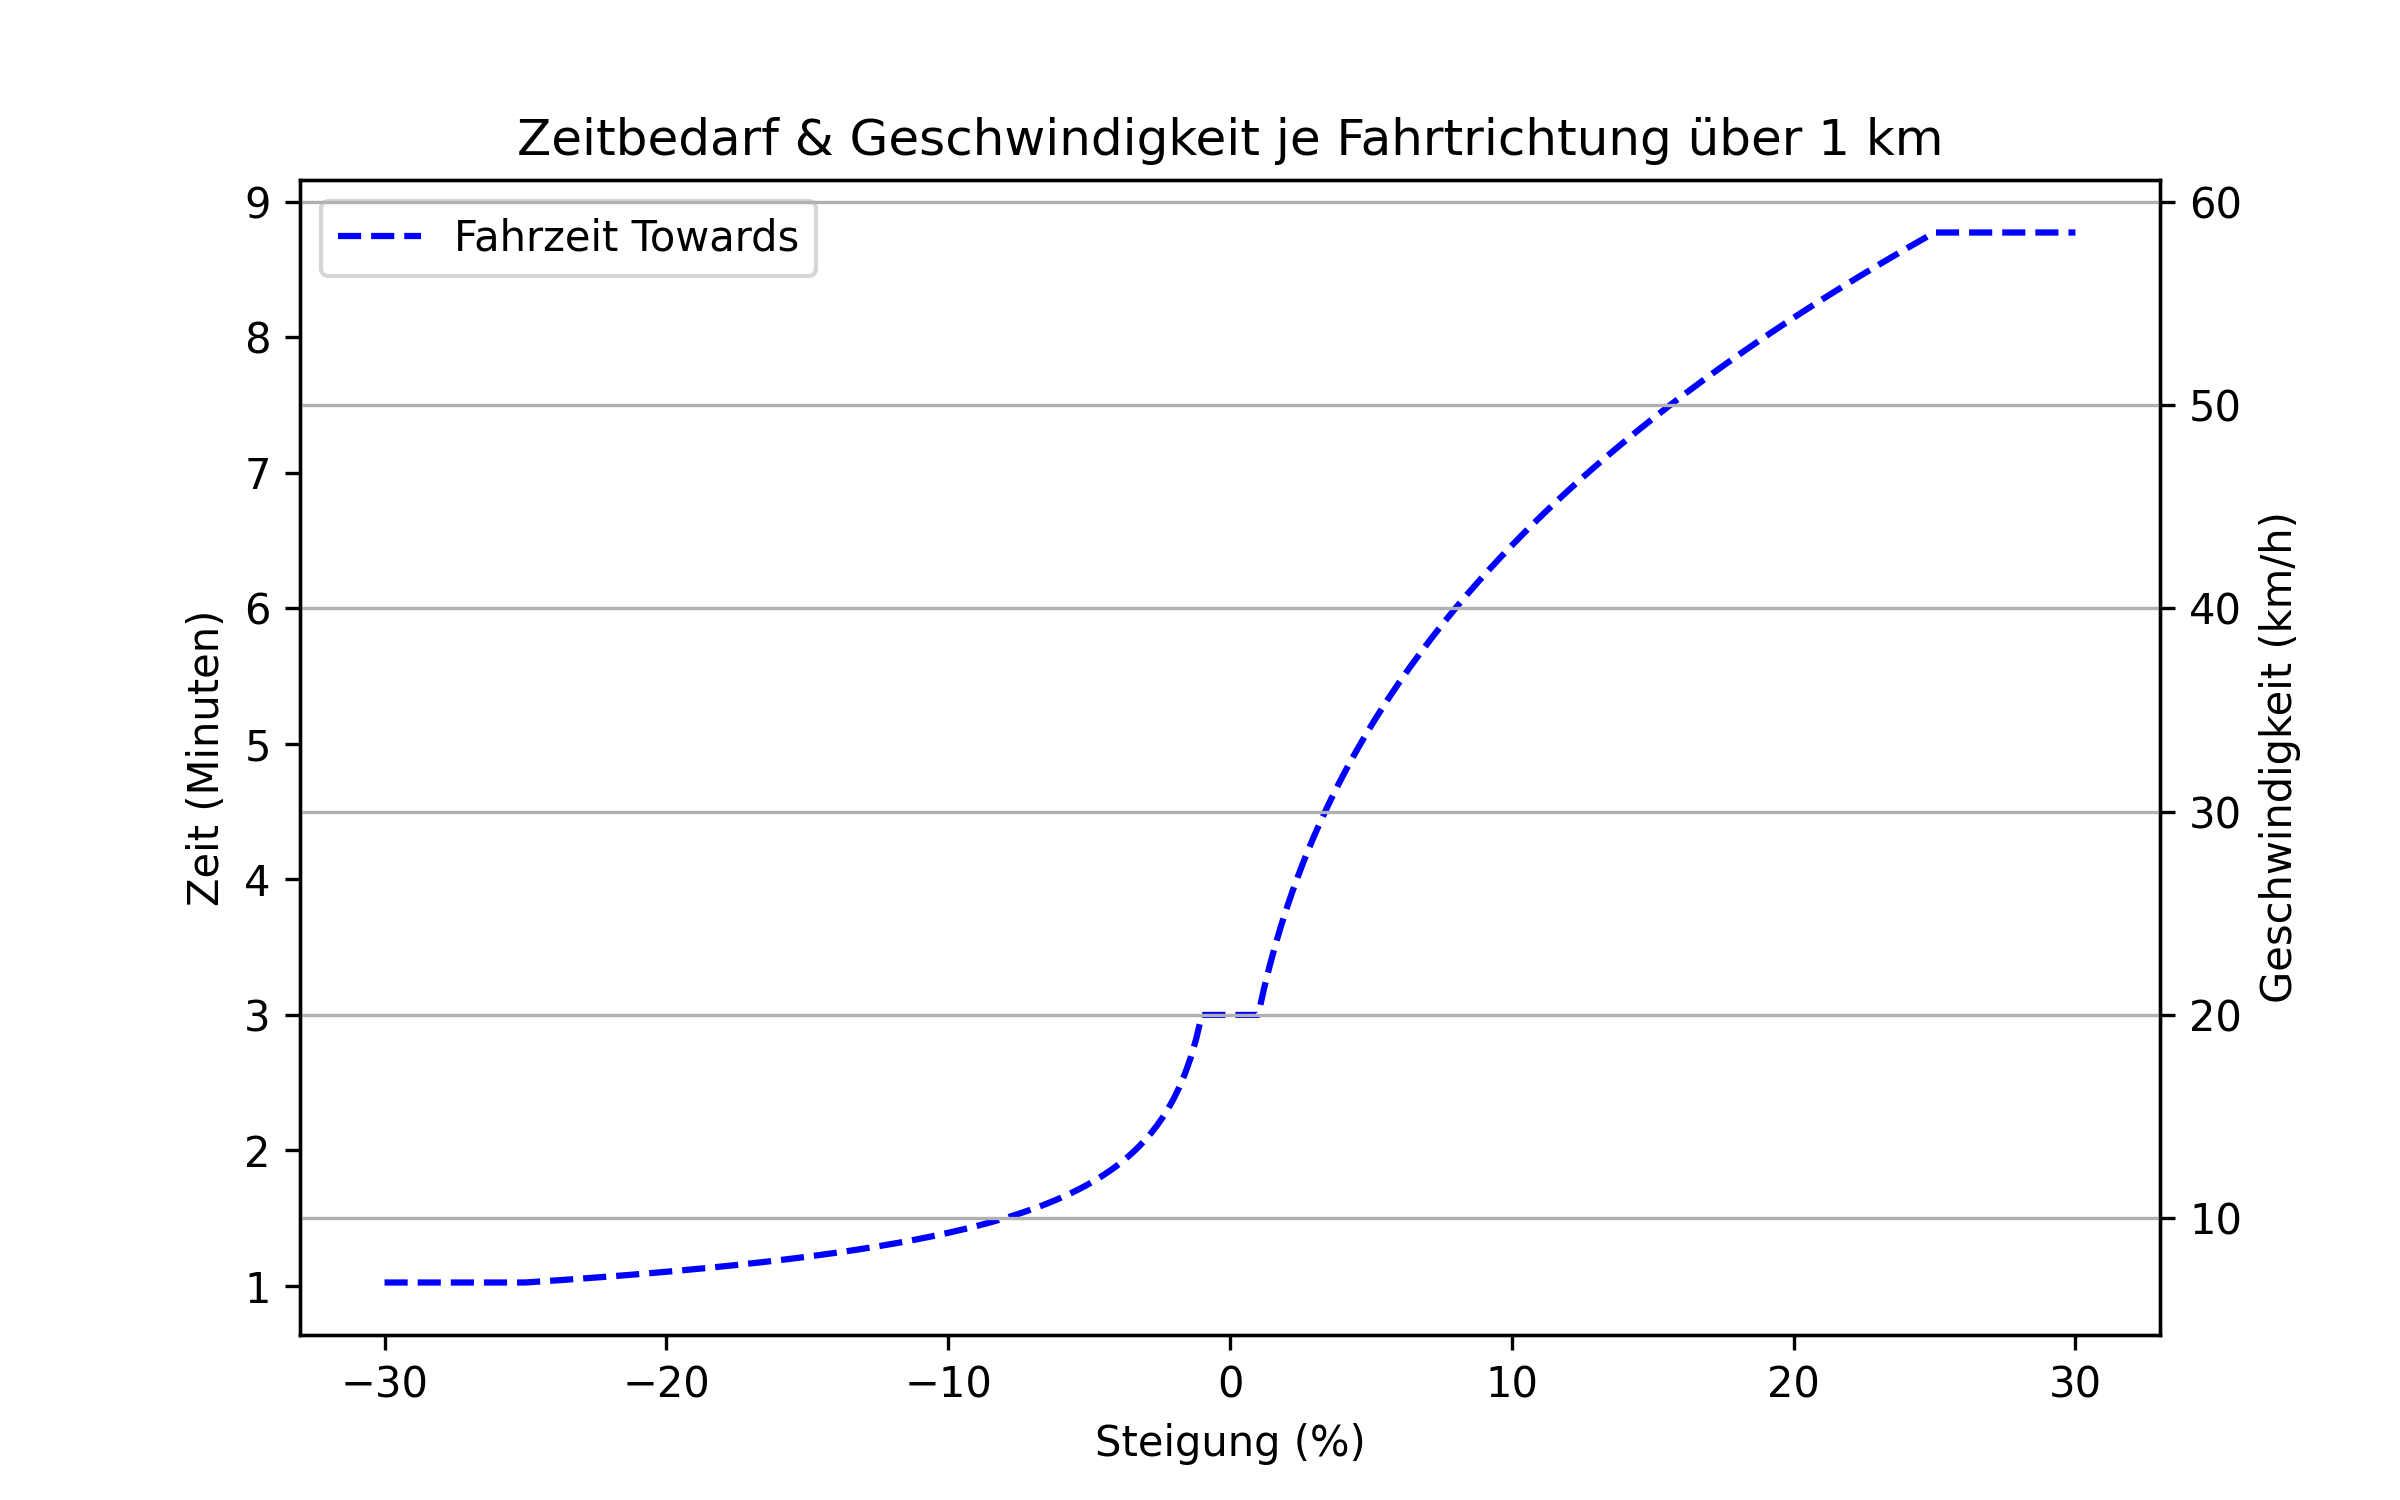 Zeitbedarf & Geschwindigkeit je Fahrtrichtung über 1 km
Fahrzeit Towards
Zeit (Minuten)
9
8
7
6
5
4
3
2
1
60
50
40
30
20
10
Geschwindigkeit (km/h)
−30 −20 −10 0 10 20 30
Steigung (%)